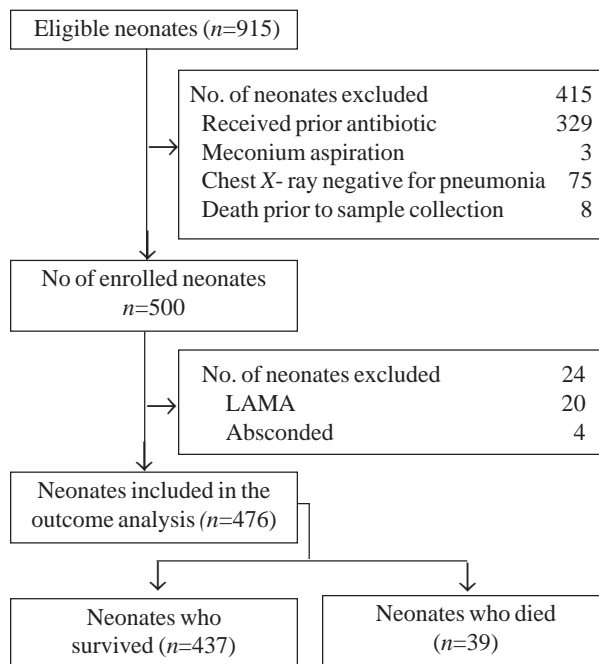 Eligible neonates (n=915)
No. of neonates excluded 415
Received prior antibiotic 329
Meconium aspiration 3
Chest X- ray negative for pneumonia 75
Death prior to sample collection 8
No of enrolled neonates
n=500
No. of neonates excluded 24
LAMA 20
Absconded 4
Neonates included in the
outcome analysis (n=476)
Neonates who
survived (n=437)
Neonates who died
(n=39)